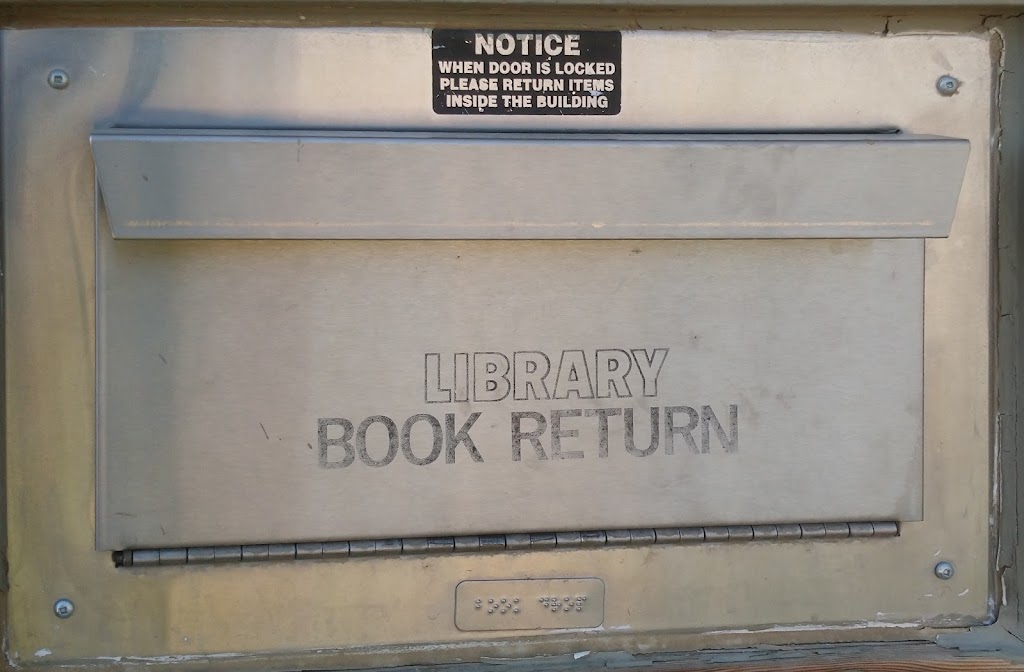 NOTICE
WHEN DOOR IS LOCKED
PLEASE RETURN ITEMS
INSIDE THE BUILDING
LIBRARY
BOOK RETURN